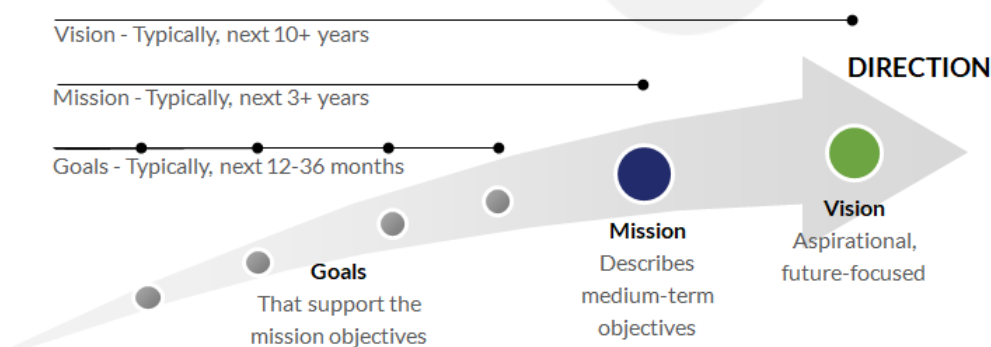 Vision - Typically, next 10+ years
DIRECTION
Mission - Typically, next 3+ years
Goals - Typically, next 12-36 months
Goals
That support the
mission objectives
Mission
Describes
medium-term
objectives
Vision
Aspirational,
future-focused